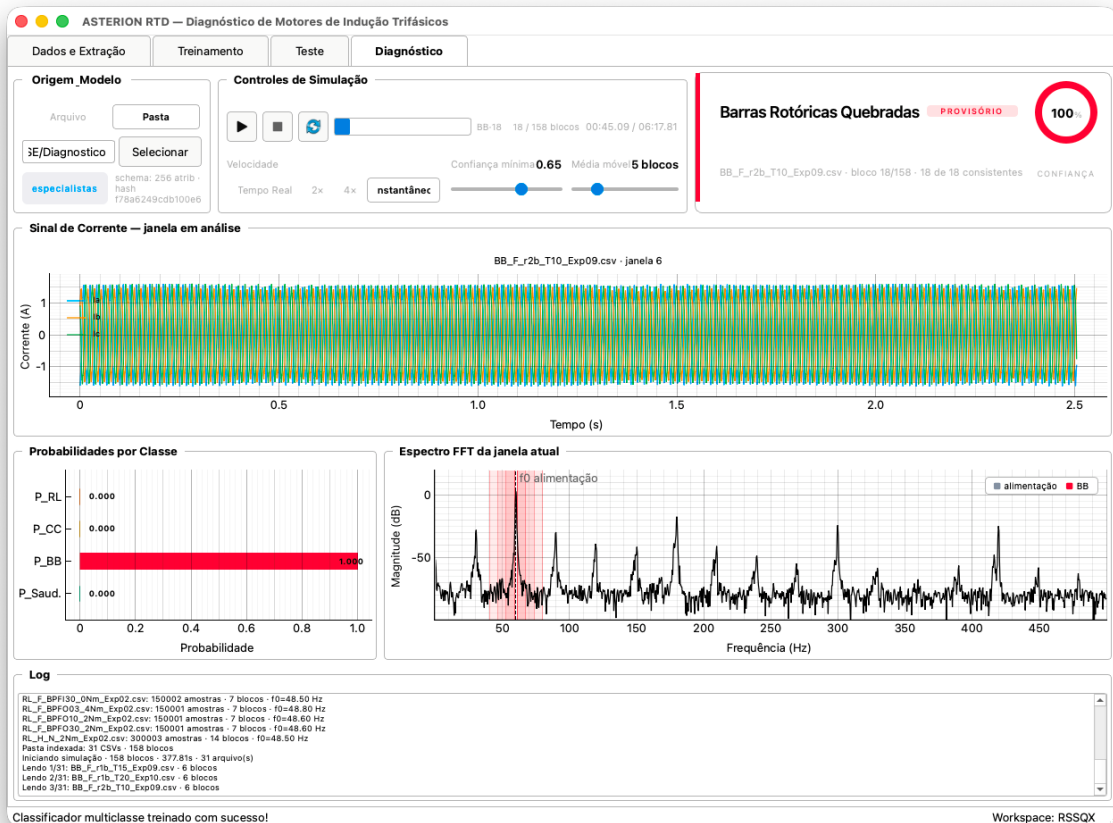 ASTERION RTD — Diagnóstico de Motores de Indução Trifásicos
Dados e Extração Treinamento Teste Diagnóstico
Origem_Modelo
Arquivo Pasta
SE/Diagnostico Selecionar
especialistas
schema: 256 atrib ·
hash
f78a6249cdb100e6
Controles de Simulação
BB-18 18 / 158 blocos 00:45.09 / 06:17.81
Velocidade Confiança mínima 0.65 Média móvel 5 blocos
Tempo Real 2× 4× nstantânec
Barras Rotóricas Quebradas PROVISÓRIO 100%
BB_F_r2b_T10_Exp09.csv · bloco 18/158 · 18 de 18 consistentes CONFIANÇA
Sinal de Corrente — janela em análise
BB_F_r2b_T10_Exp09.csv · janela 6
Corrente (A)
1
0
-1
Ia
Ib
Ic
0 0.5 1.0 1.5 2.0 2.5
Tempo (s)
Probabilidades por Classe
P_RL 0.000
P_CC 0.000
P_BB 1.000
P_Saud. 0.000
0 0.2 0.4 0.6 0.8 1.0
Probabilidade
Espectro FFT da janela atual
f0 alimentação
alimentação BB
Magnitude (dB)
0
-50
50 100 150 200 250 300 350 400 450
Frequência (Hz)
Log
RL_F_BPFI30_0Nm_Exp02.csv: 150002 amostras · 7 blocos · f0=48.50 Hz
RL_F_BPFO03_4Nm_Exp02.csv: 150001 amostras · 7 blocos · f0=48.80 Hz
RL_F_BPFO10_2Nm_Exp02.csv: 150001 amostras · 7 blocos · f0=48.60 Hz
RL_F_BPFO30_2Nm_Exp02.csv: 150001 amostras · 7 blocos · f0=48.60 Hz
RL_H_N_2Nm_Exp02.csv: 300003 amostras · 14 blocos · f0=48.50 Hz
Pasta indexada: 31 CSVs · 158 blocos
Iniciando simulação · 158 blocos · 377.81s · 31 arquivo(s)
Lendo 1/31: BB_F_r1b_T15_Exp09.csv · 6 blocos
Lendo 2/31: BB_F_r1b_T20_Exp10.csv · 6 blocos
Lendo 3/31: BB_F_r2b_T10_Exp09.csv · 6 blocos
Classificador multiclasse treinado com sucesso! Workspace: RSSQX